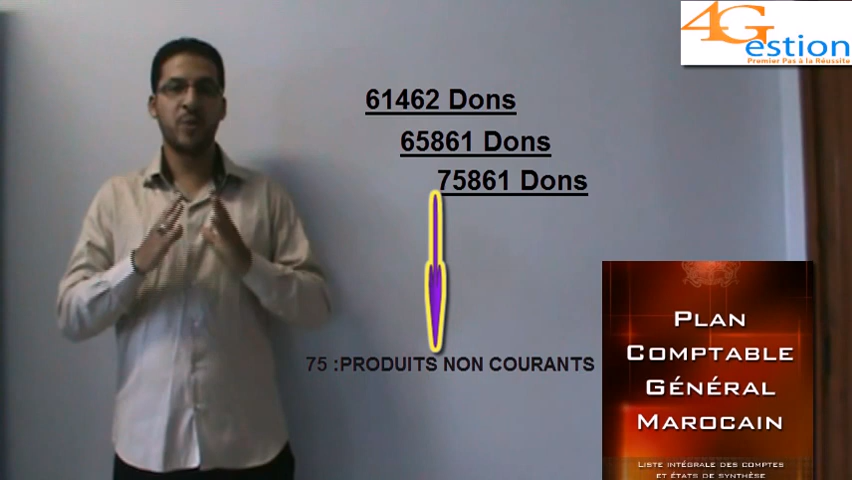 4Gestion
Premier Pas à la Réussite
61462 Dons
65861 Dons
75861 Dons
75 :PRODUITS NON COURANTS
PLAN
COMPTABLE
GÉNÉRAL
MAROCAIN
LISTE INTÉGRALE DES COMPTES
ET ÉTATS DE SYNTHÈSE